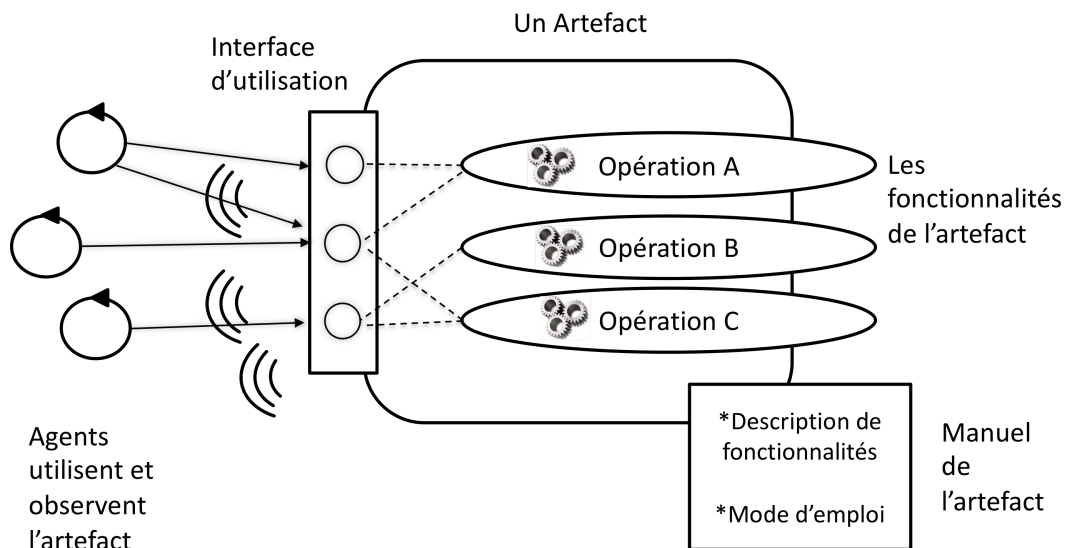 Un Artefact
Interface
d'utilisation
Opération A
Opération B
Opération C
Les
fonctionnalités
de l'artefact
*Description de
fonctionnalités
*Mode d'emploi
Manuel
de
l'artefact
Agents
utilisent et
observent
l'artefact